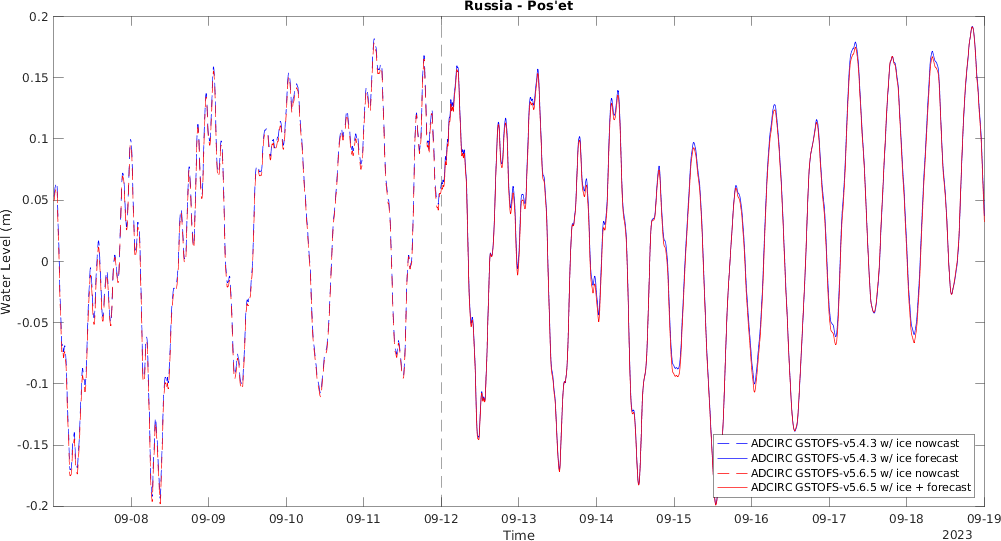 Russia - Pos'et
0.2
0.15
0.1
0.05
0
-0.05
-0.1
-0.15
-0.2
Water Level (m)
ADCIRC GSTOFS-v5.4.3 w/ ice nowcast
ADCIRC GSTOFS-v5.4.3 w/ ice forecast
ADCIRC GSTOFS-v5.6.5 w/ ice nowcast
ADCIRC GSTOFS-v5.6.5 w/ ice + forecast
09-08 09-09 09-10 09-11 09-12 09-13 09-14 09-15 09-16 09-17 09-18 09-19
Time 2023